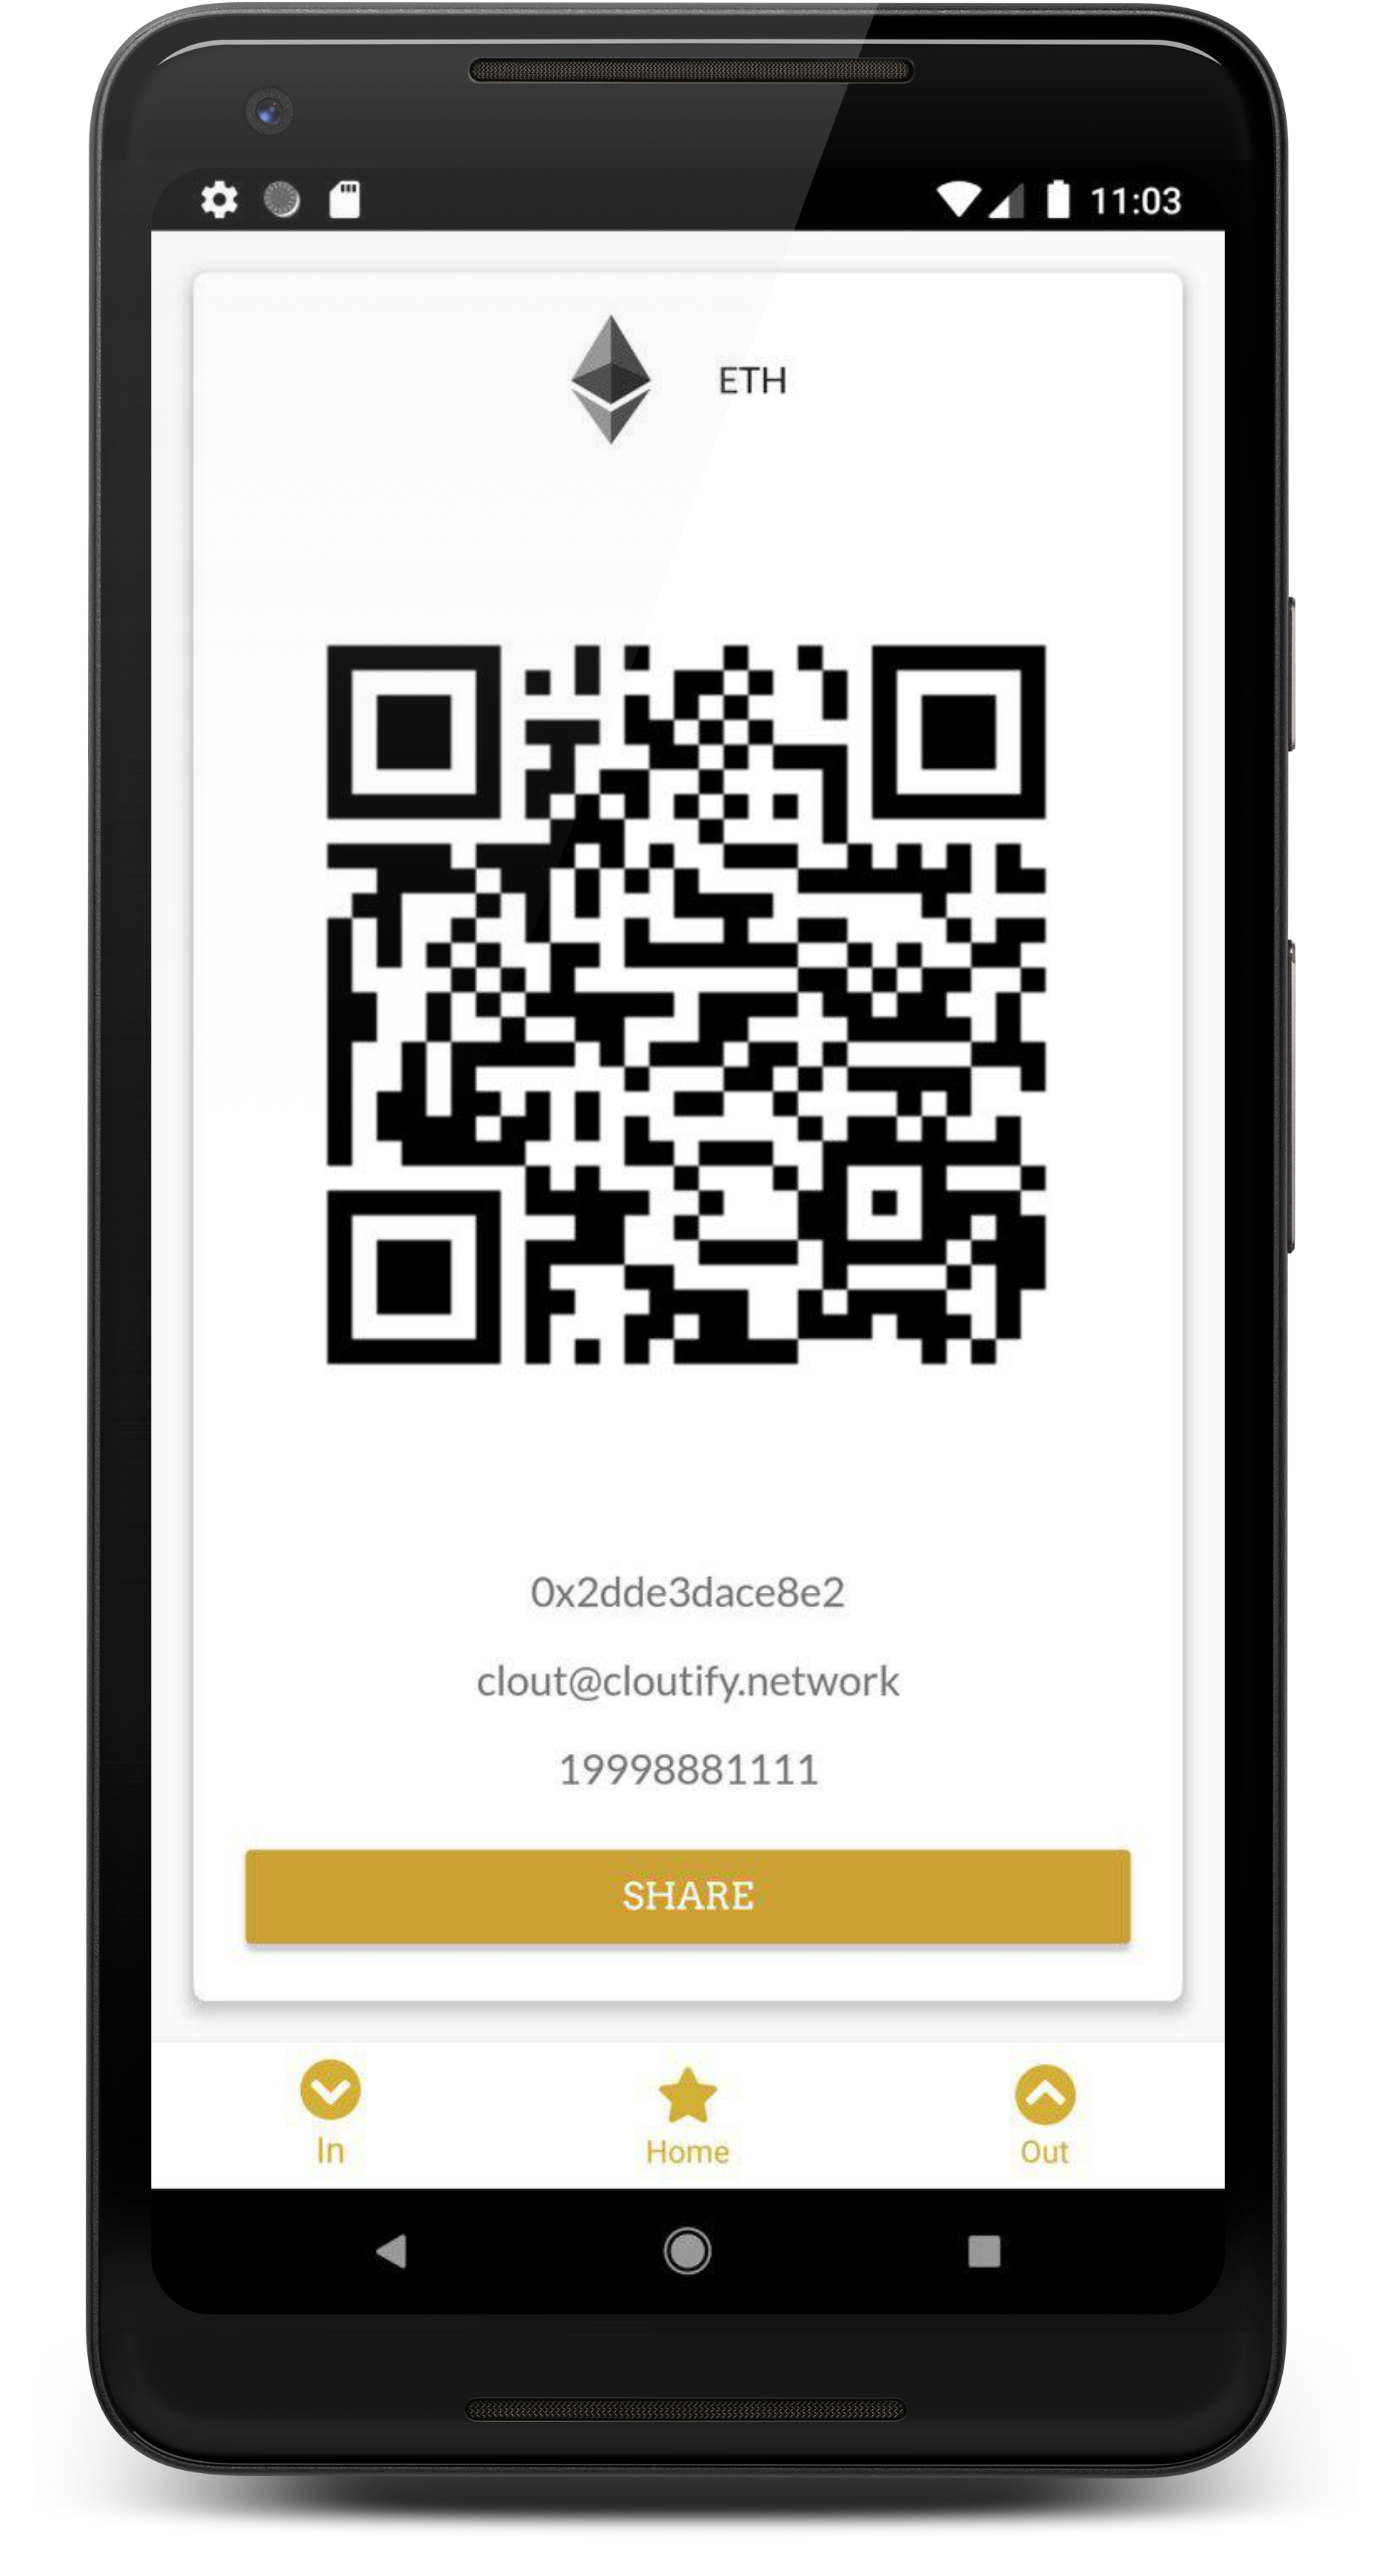 11:03
ETH
0x2dde3dace8e2
clout@cloutify.network
19998881111
SHARE
In
Home
Out